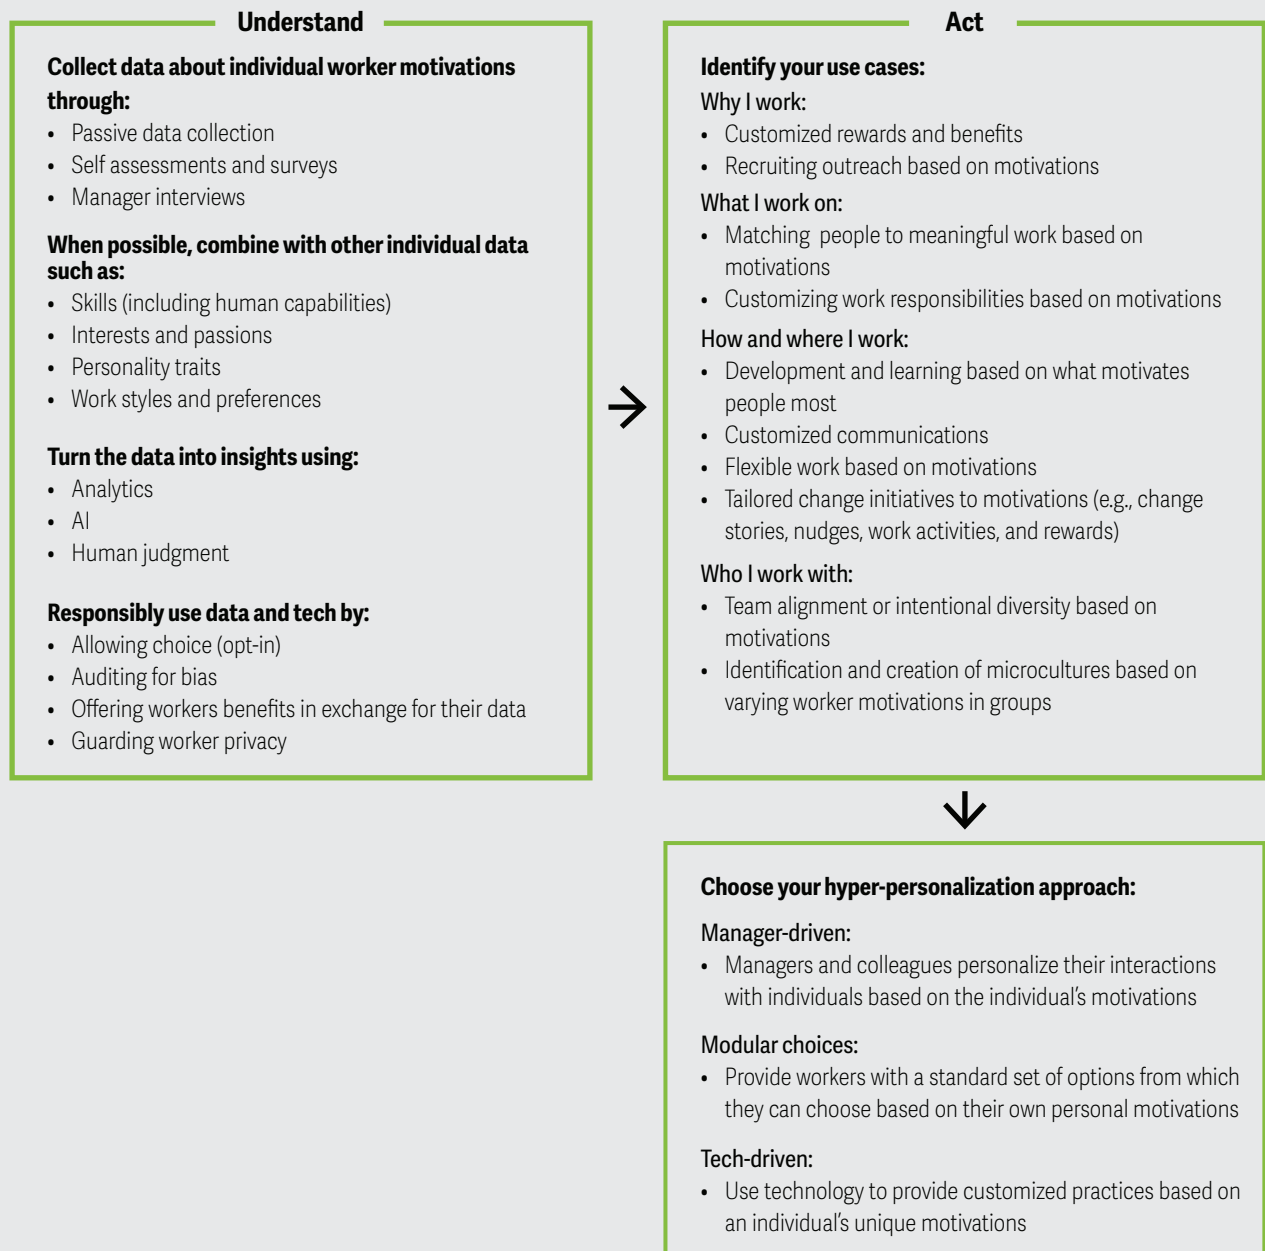 Understand
Collect data about individual worker motivations
through:
• Passive data collection
• Self assessments and surveys
• Manager interviews
When possible, combine with other individual data
such as:
• Skills (including human capabilities)
• Interests and passions
• Personality traits
• Work styles and preferences
Turn the data into insights using:
• Analytics
• AI
• Human judgment
Responsibly use data and tech by:
• Allowing choice (opt-in)
• Auditing for bias
• Offering workers benefits in exchange for their data
• Guarding worker privacy
Act
Identify your use cases:
Why I work:
• Customized rewards and benefits
• Recruiting outreach based on motivations
What I work on:
• Matching people to meaningful work based on
motivations
• Customizing work responsibilities based on motivations
How and where I work:
• Development and learning based on what motivates
people most
• Customized communications
• Flexible work based on motivations
• Tailored change initiatives to motivations (e.g., change
stories, nudges, work activities, and rewards)
Who I work with:
• Team alignment or intentional diversity based on
motivations
• Identification and creation of microcultures based on
varying worker motivations in groups
Choose your hyper-personalization approach:
Manager-driven:
• Managers and colleagues personalize their interactions
with individuals based on the individual’s motivations
Modular choices:
• Provide workers with a standard set of options from which
they can choose based on their own personal motivations
Tech-driven:
• Use technology to provide customized practices based on
an individual’s unique motivations